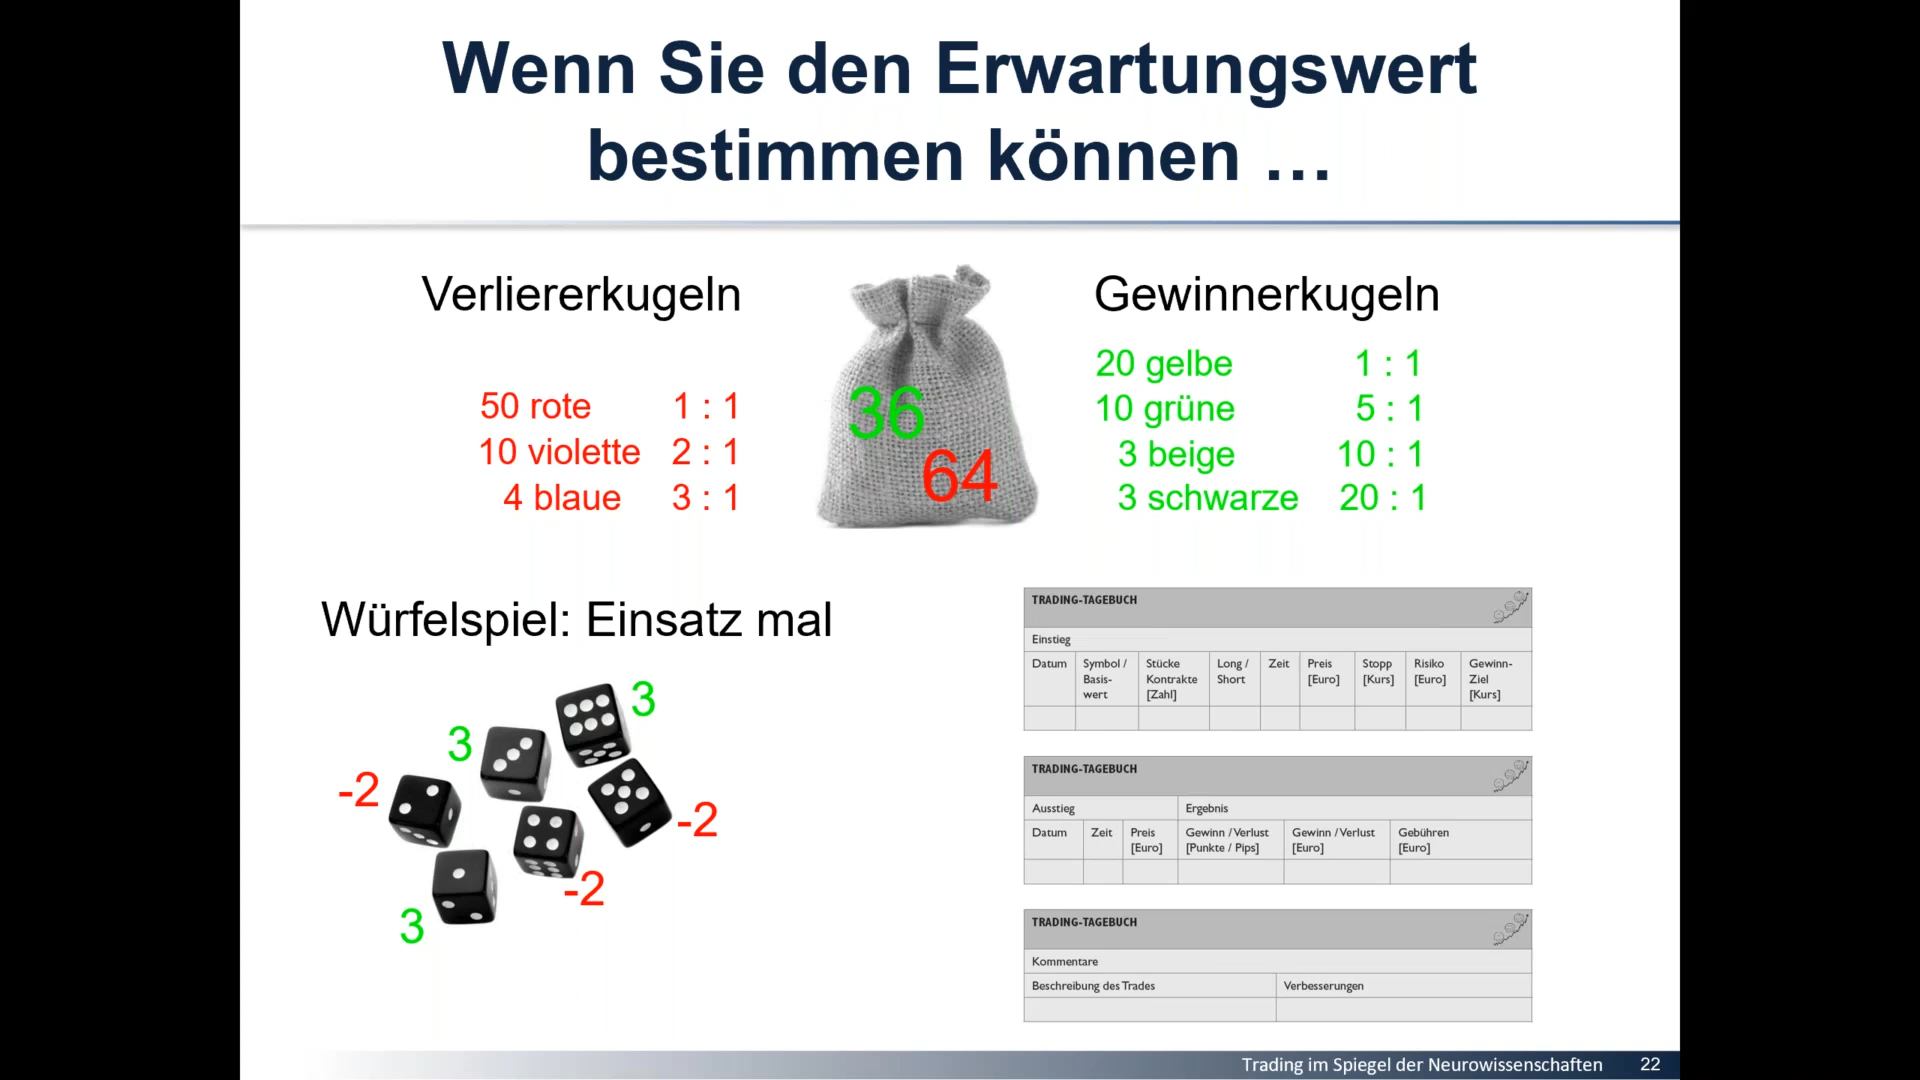 Wenn Sie den Erwartungswert
bestimmen können …
Verliererkugeln
50 rote 1 : 1
10 violette 2 : 1
4 blaue 3 : 1
36
64
Gewinnerkugeln
20 gelbe 1 : 1
10 grüne 5 : 1
3 beige 10 : 1
3 schwarze 20 : 1
Würfelspiel: Einsatz mal
3
3
-2
-2
-2
3
TRADING-TAGEBUCH
Einstieg
Datum Symbol / Stücke Long / Zeit Preis Stopp Risiko Gewinn-
Basis- Kontrakte Short [Euro] [Kurs] [Euro] Ziel
wert [Zahl] [Kurs]
TRADING-TAGEBUCH
Ausstieg Ergebnis
Datum Zeit Preis Gewinn / Verlust Gewinn / Verlust Gebühren
[Euro] [Punkte / Pips] [Euro] [Euro]
TRADING-TAGEBUCH
Kommentare
Beschreibung des Trades Verbesserungen
Trading im Spiegel der Neurowissenschaften 22